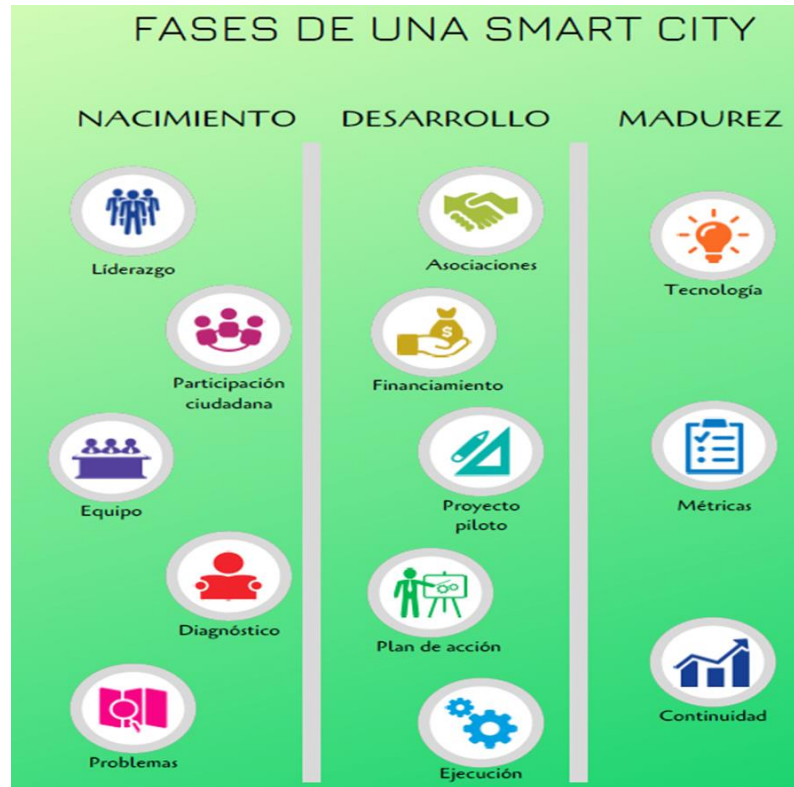 FASES DE UNA SMART CITY
NACIMIENTO
Líderazgo
Participación
ciudadana
Equipo
Diagnóstico
Problemas
DESARROLLO
Asociaciones
Financiamiento
Proyecto
piloto
Plan de acción
Ejecución
MADUREZ
Tecnología
Métricas
Continuidad